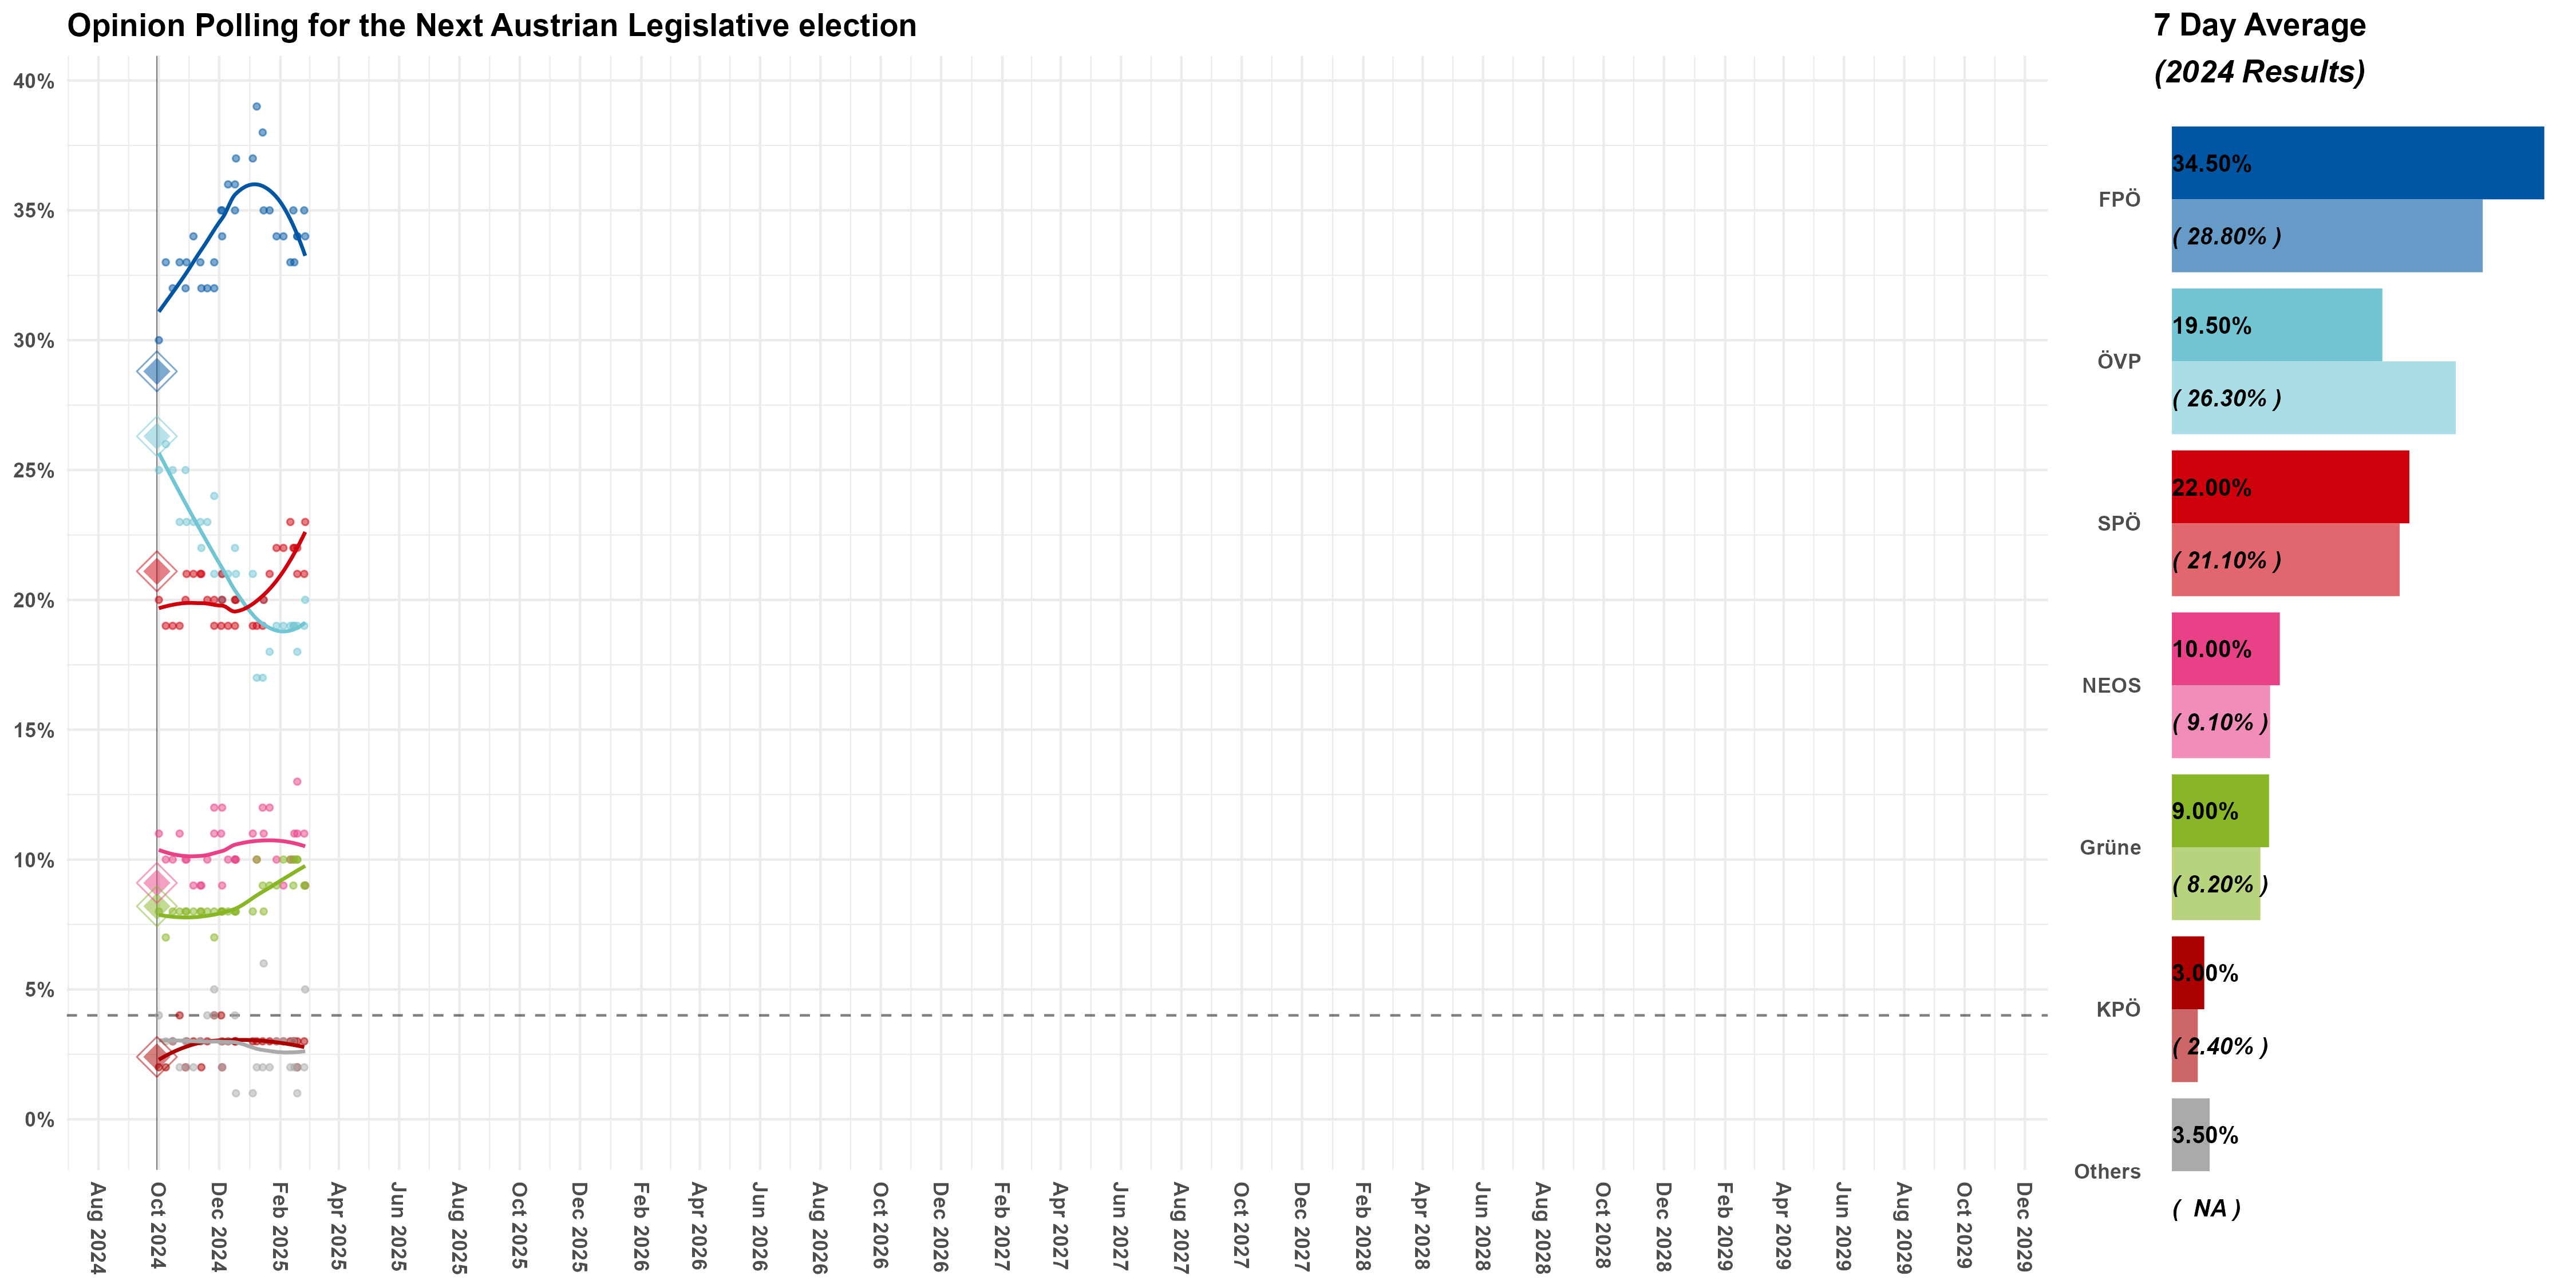 Opinion Polling for the Next Austrian Legislative election
40%
35%
30%
25%
20%
15%
10%
5%
0%
Aug 2024
Oct 2024
Dec 2024
Feb 2025
Apr 2025
Jun 2025
Aug 2025
Oct 2025
Dec 2025
Feb 2026
Apr 2026
Jun 2026
Aug 2026
Oct 2026
Dec 2026
Feb 2027
Apr 2027
Jun 2027
Aug 2027
Oct 2027
Dec 2027
Feb 2028
Apr 2028
Jun 2028
Aug 2028
Oct 2028
Dec 2028
Feb 2029
Apr 2029
Jun 2029
Aug 2029
Oct 2029
Dec 2029
7 Day Average
(2024 Results)
FPÖ
34.50%
( 28.80% )
ÖVP
19.50%
( 26.30% )
SPÖ
22.00%
( 21.10% )
NEOS
10.00%
( 9.10% )
Grüne
9.00%
( 8.20% )
KPÖ
3.00%
( 2.40% )
Others
3.50%
( NA )